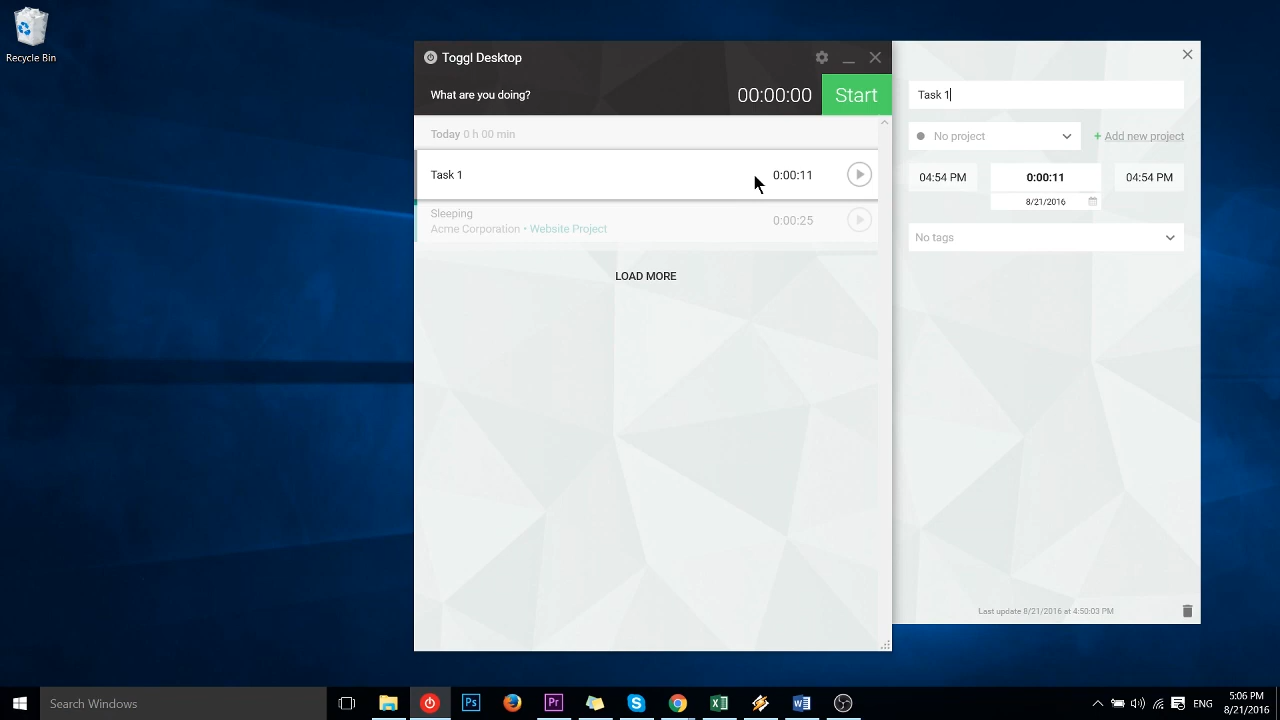 Recycle Bin
Toggl Desktop
What are you doing?
00:00:00
Start
Today 0 h 00 min
Task 1
0:00:11
Sleeping
Acme Corporation • Website Project
0:00:25
LOAD MORE
Task 1
No project
+ Add new project
04:54 PM
0:00:11
04:54 PM
8/21/2016
No tags
Last update 8/21/2016 at 4:50:03 PM
Search Windows
Ps
Pr
ENG
5:06 PM
8/21/2016